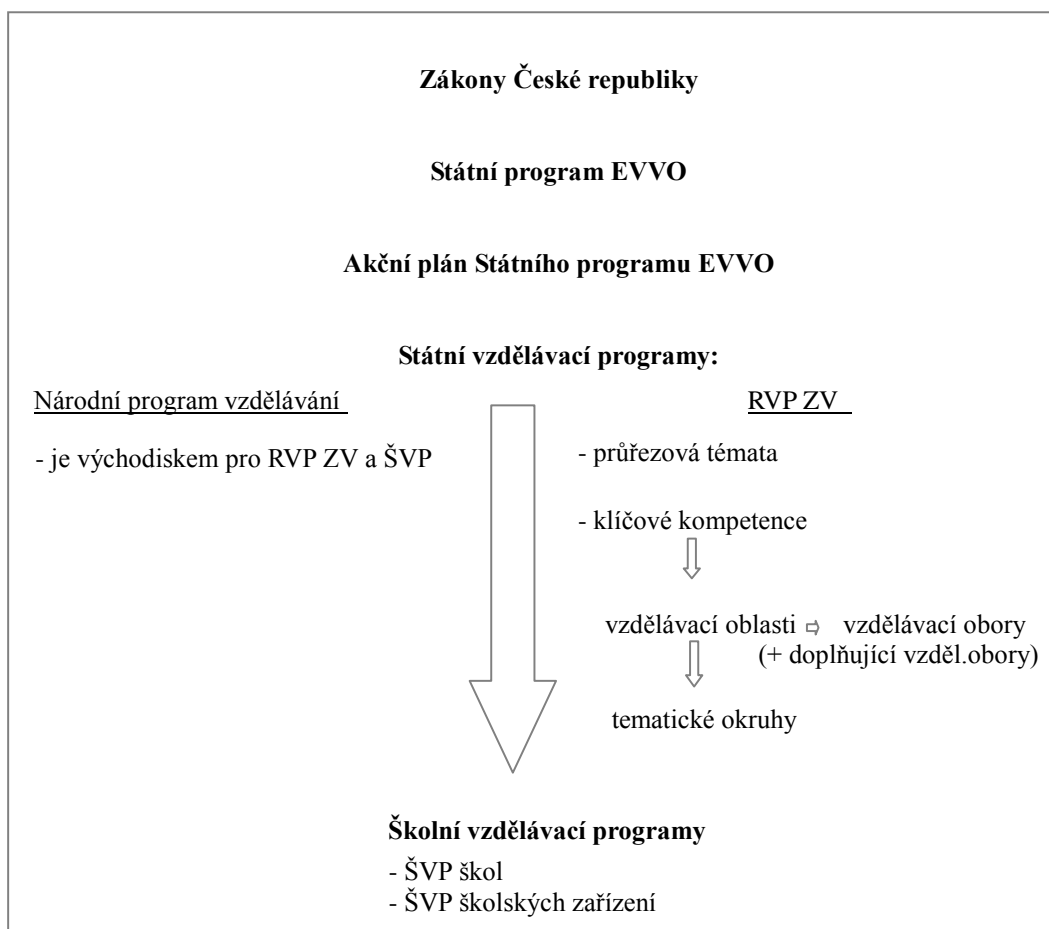 Zákony České republiky
Státní program EVVO
Akční plán Státního programu EVVO
Státní vzdělávací programy:
Národní program vzdělávání
- je východiskem pro RVP ZV a ŠVP
RVP ZV
- průřezová témata
- klíčové kompetence
vzdělávací oblasti ⇨ vzdělávací obory
(+ doplňující vzděl.obory)
tematické okruhy
Školní vzdělávací programy
- ŠVP škol
- ŠVP školských zařízení